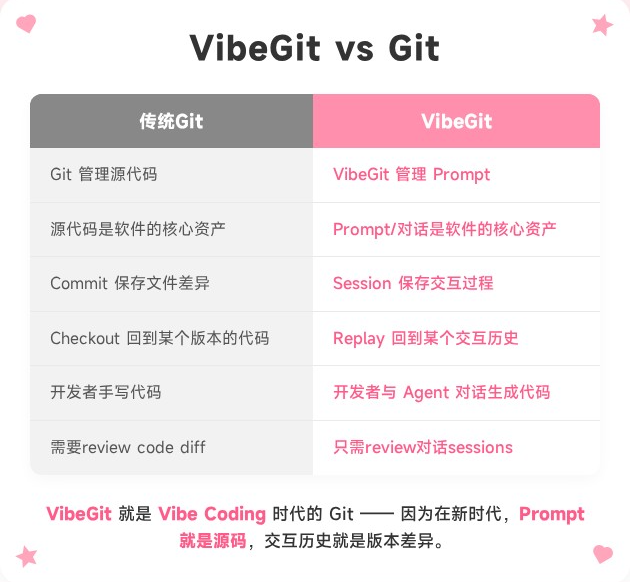 VibeGit vs Git
传统Git
VibeGit
Git 管理源代码
VibeGit 管理 Prompt
源代码是软件的核心资产
Prompt/对话是软件的核心资产
Commit 保存文件差异
Session 保存交互过程
Checkout 回到某个版本的代码
Replay 回到某个交互历史
开发者手写代码
开发者与 Agent 对话生成代码
需要review code diff
只需review对话sessions
VibeGit 就是 Vibe Coding 时代的 Git —— 因为在新时代，Prompt
就是源码，交互历史就是版本差异。